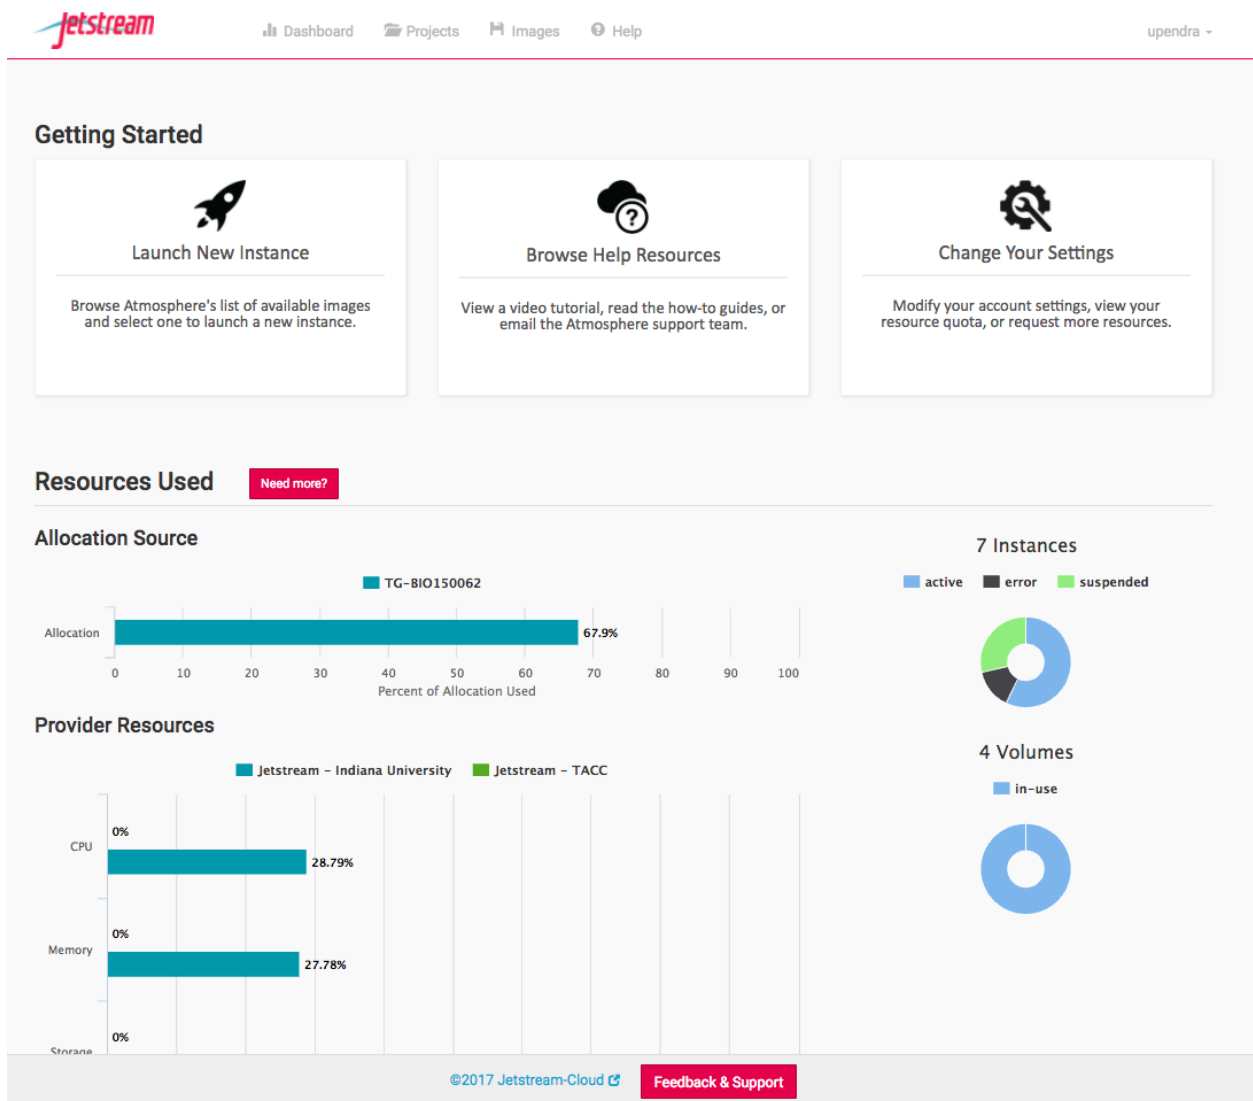 Jetstream
Dashboard Projects Images Help upendra
Getting Started
Launch New Instance
Browse Atmosphere's list of available images
and select one to launch a new instance.
Browse Help Resources
View a video tutorial, read the how-to guides, or
email the Atmosphere support team.
Change Your Settings
Modify your account settings, view your
resource quota, or request more resources.
Resources Used Need more?
Allocation Source
TG-BIO150062
Allocation 67.9%
0 10 20 30 40 50 60 70 80 90 100
Percent of Allocation Used
7 Instances
active error suspended
Provider Resources
Jetstream - Indiana University Jetstream - TACC
CPU
0%
28.79%
Memory
0%
27.78%
Storage
0%
4 Volumes
in-use
©2017 Jetstream-Cloud Feedback & Support